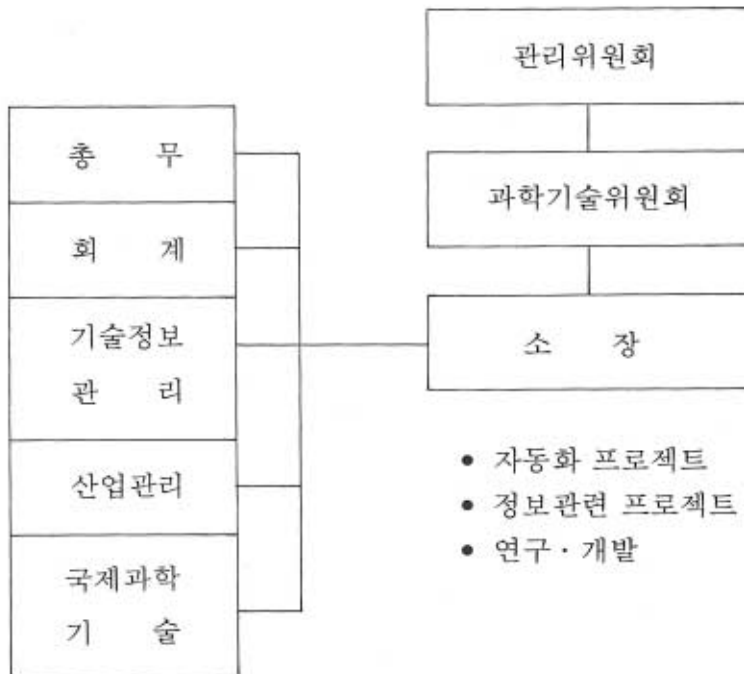 관리위원회
과학기술위원회
소 장
총 무
회 계
기술정보
관 리
산업관리
국제과학
기 술
• 자동화 프로젝트
• 정보관련 프로젝트
• 연구 · 개발